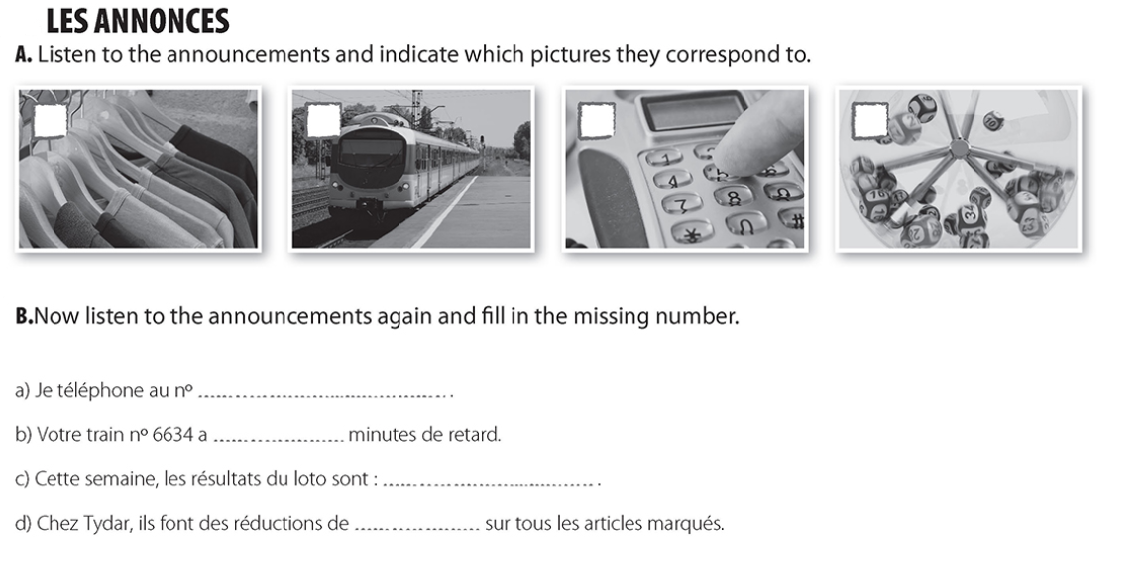 LES ANNONCES
A. Listen to the announcements and indicate which pictures they correspond to.
B.Now listen to the announcements again and fill in the missing number.
a) Je téléphone au nº ............................................ .
b) Votre train nº 6634 a ...................... minutes de retard.
c) Cette semaine, les résultats du loto sont : ..................................... .
d) Chez Tydar, ils font des réductions de ..................... sur tous les articles marqués.